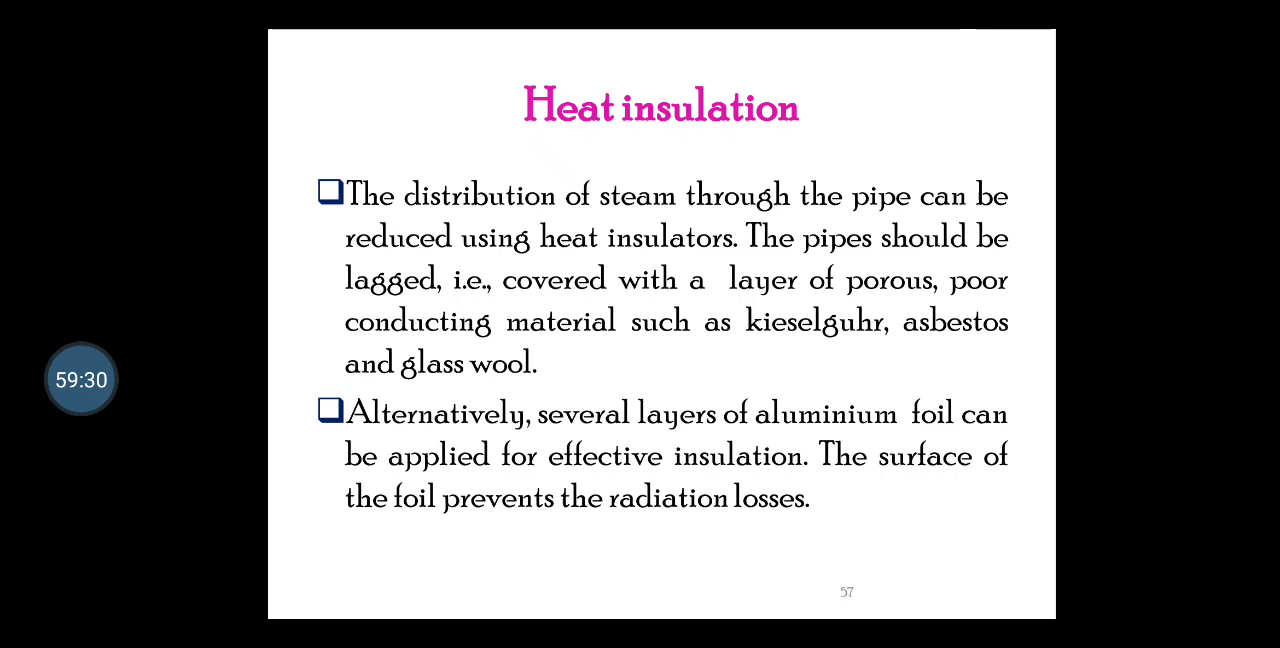 Heat insulation
❑The distribution of steam through the pipe can be
reduced using heat insulators. The pipes should be
lagged, i.e., covered with a layer of porous, poor
conducting material such as kieselguhr, asbestos
and glass wool.
59:30
❑Alternatively, several layers of aluminium foil can
be applied for effective insulation. The surface of
the foil prevents the radiation losses.
57